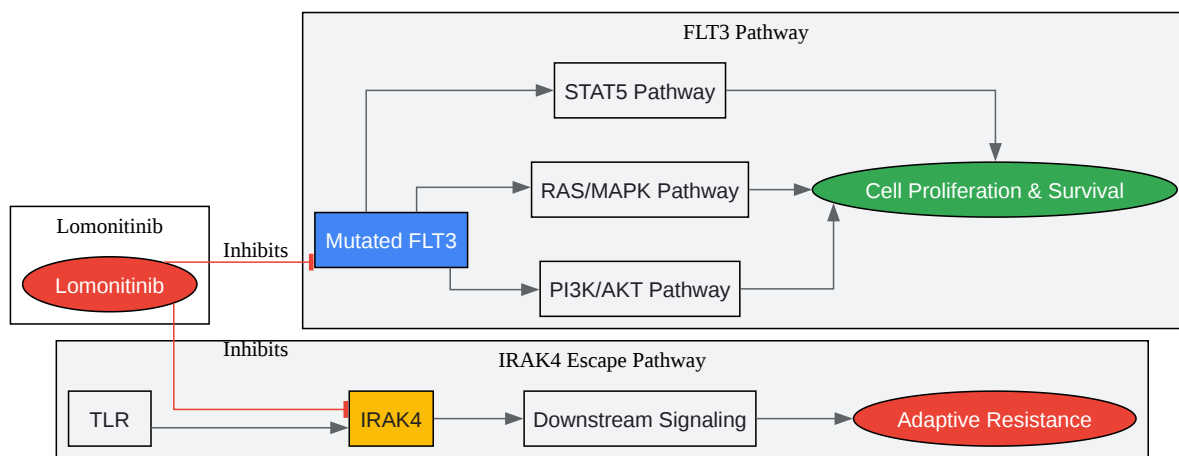 FLT3 Pathway
STAT5 Pathway
RAS/MAPK Pathway
Cell Proliferation & Survival
Mutated FLT3
PI3K/AKT Pathway
Lomonitinib
Lomonitinib
Inhibits
Inhibits
IRAK4 Escape Pathway
TLR
IRAK4
Downstream Signaling
Adaptive Resistance